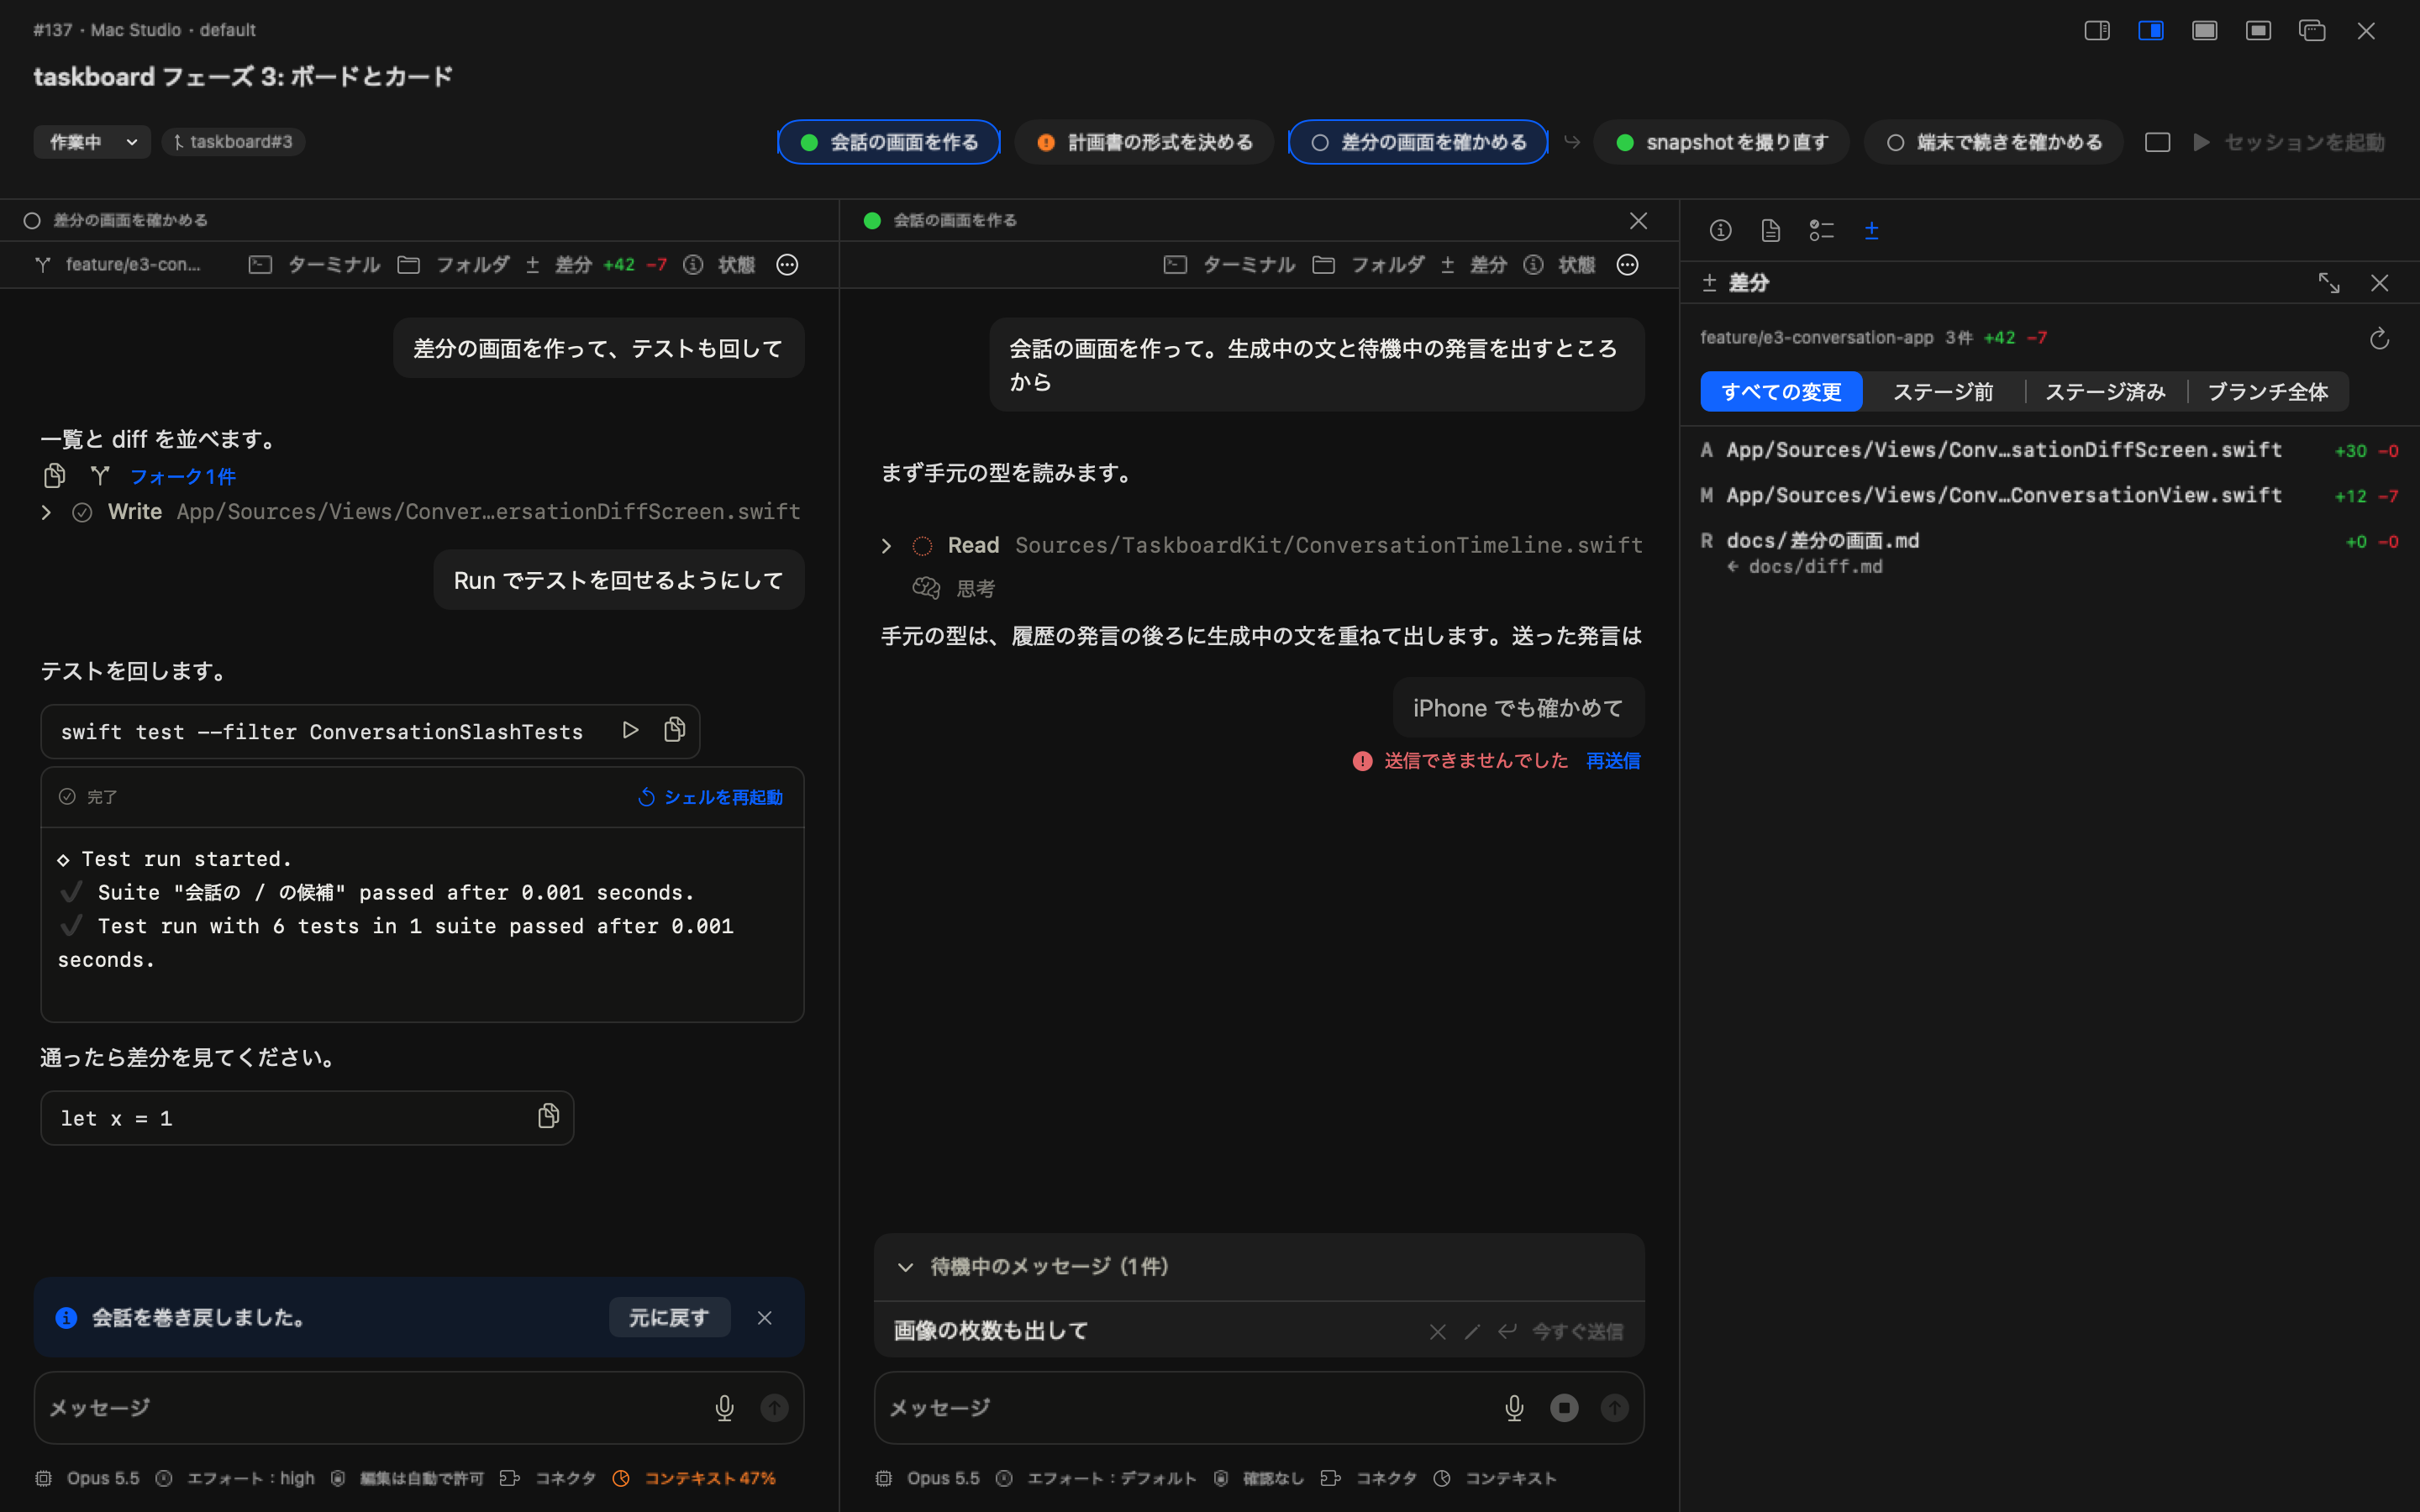 #137・Mac Studio・default
taskboard フェーズ 3: ボードとカード
作業中
taskboard#3
会話の画面を作る
計画書の形式を決める
差分の画面を確かめる
snapshotを撮り直す
端末で続きを確かめる
セッションを起動
差分の画面を確かめる
feature/e3-con...
ターミナル
フォルダ
差分 +42 −7
状態
差分の画面を作って、テストも回して
一覧と diff を並べます。
フォーク1件
Write App/Sources/Views/Conver…ersationDiffScreen.swift
Run でテストを回せるようにして
テストを回します。
swift test --filter ConversationSlashTests
完了
シェルを再起動
◇ Test run started.
✔ Suite "会話の / の候補" passed after 0.001 seconds.
✔ Test run with 6 tests in 1 suite passed after 0.001
seconds.
通ったら差分を見てください。
let x = 1
会話を巻き戻しました。
元に戻す
メッセージ
Opus 5.5
エフォート：high
編集は自動で許可
コネクタ
コンテキスト47%
会話の画面を作る
ターミナル
フォルダ
差分
状態
会話の画面を作って。生成中の文と待機中の発言を出すところ
から
まず手元の型を読みます。
Read Sources/TaskboardKit/ConversationTimeline.swift
思考
手元の型は、履歴の発言の後ろに生成中の文を重ねて出します。送った発言は
iPhone でも確かめて
送信できませんでした 再送信
待機中のメッセージ（1件）
画像の枚数も出して
今すぐ送信
メッセージ
Opus 5.5
エフォート：デフォルト
確認なし
コネクタ
コンテキスト
± 差分
feature/e3-conversation-app 3件 +42 −7
すべての変更
ステージ前
ステージ済み
ブランチ全体
A App/Sources/Views/Conv…sationDiffScreen.swift +30 −0
M App/Sources/Views/Conv…ConversationView.swift +12 −7
R docs/差分の画面.md +0 −0
← docs/diff.md